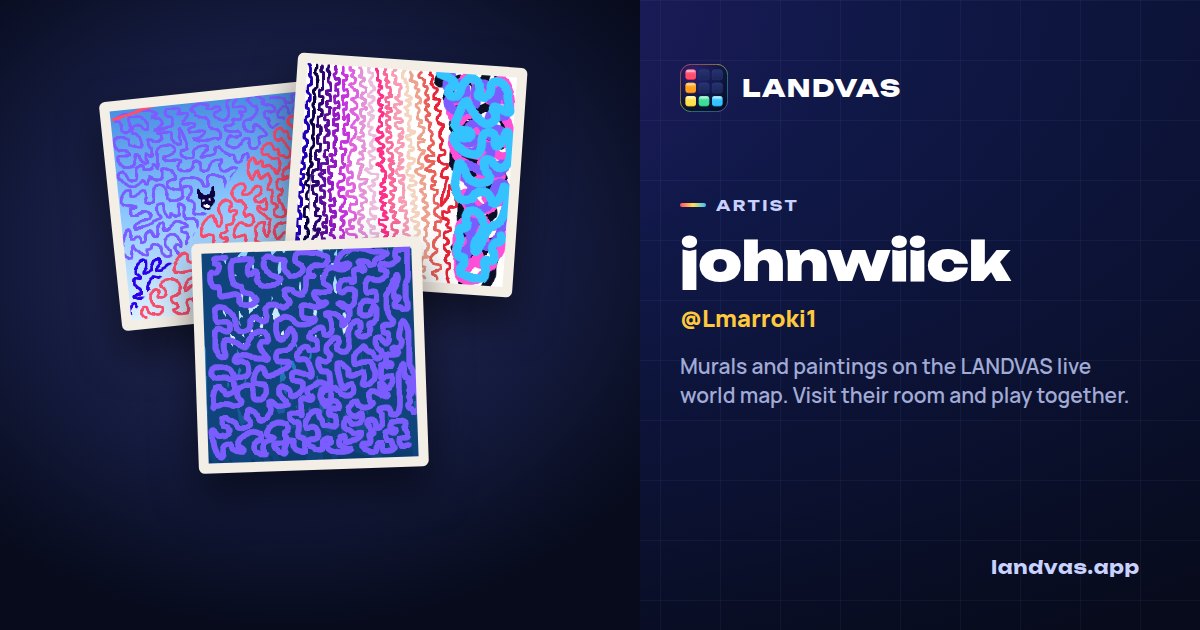 LANDVAS
ARTIST
johnwiick
@Lmarroki1
Murals and paintings on the LANDVAS live
world map. Visit their room and play together.
landvas.app